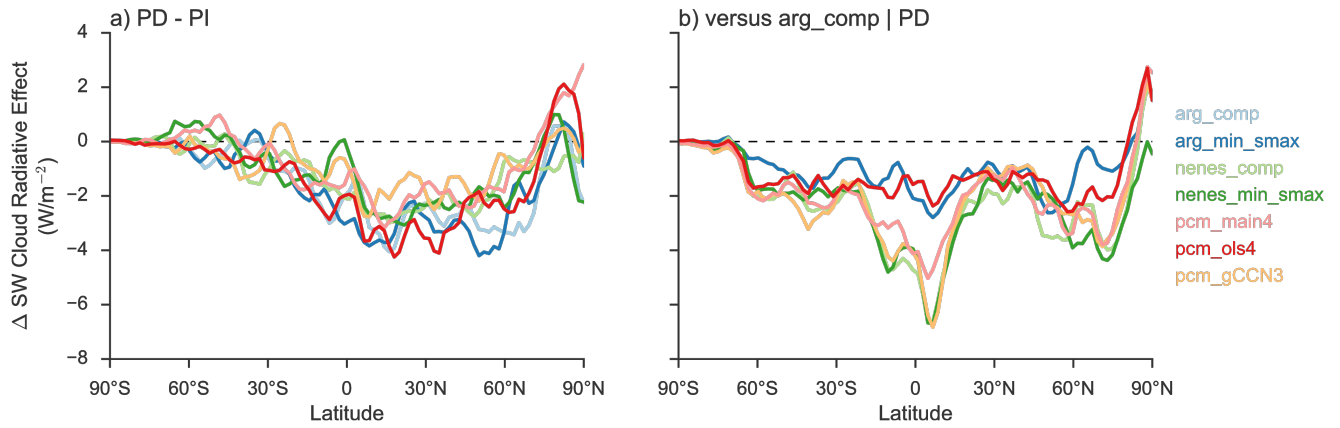 a) PD - PI
b) versus arg_comp | PD
Δ SW Cloud Radiative Effect
(W/m−2)
4
2
0
−2
−4
−6
−8
90°S
60°S
30°S
0
30°N
60°N
90°N
Latitude
90°S
60°S
30°S
0
30°N
60°N
90°N
Latitude
arg_comp
arg_min_smax
nenes_comp
nenes_min_smax
pcm_main4
pcm_ols4
pcm_gCCN3